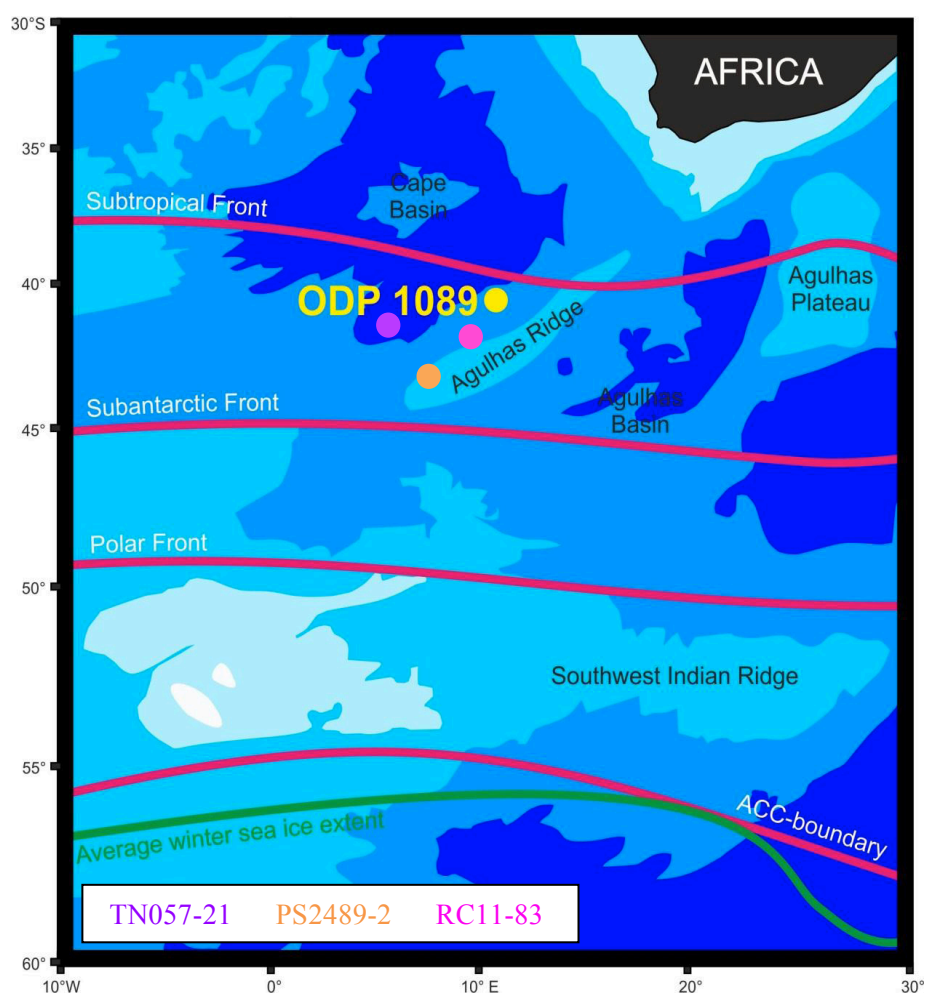 30°S
AFRICA
35°
Cape
Basin
Subtropical Front
40°
Agulhas
Plateau
ODP 1089
Agulhas Ridge
Subantarctic Front
Agulhas
Basin
45°
Polar Front
50°
Southwest Indian Ridge
55°
ACC-boundary
Average winter sea ice extent
TN057-21 PS2489-2 RC11-83
60°
10°W 0° 10° E 20° 30°